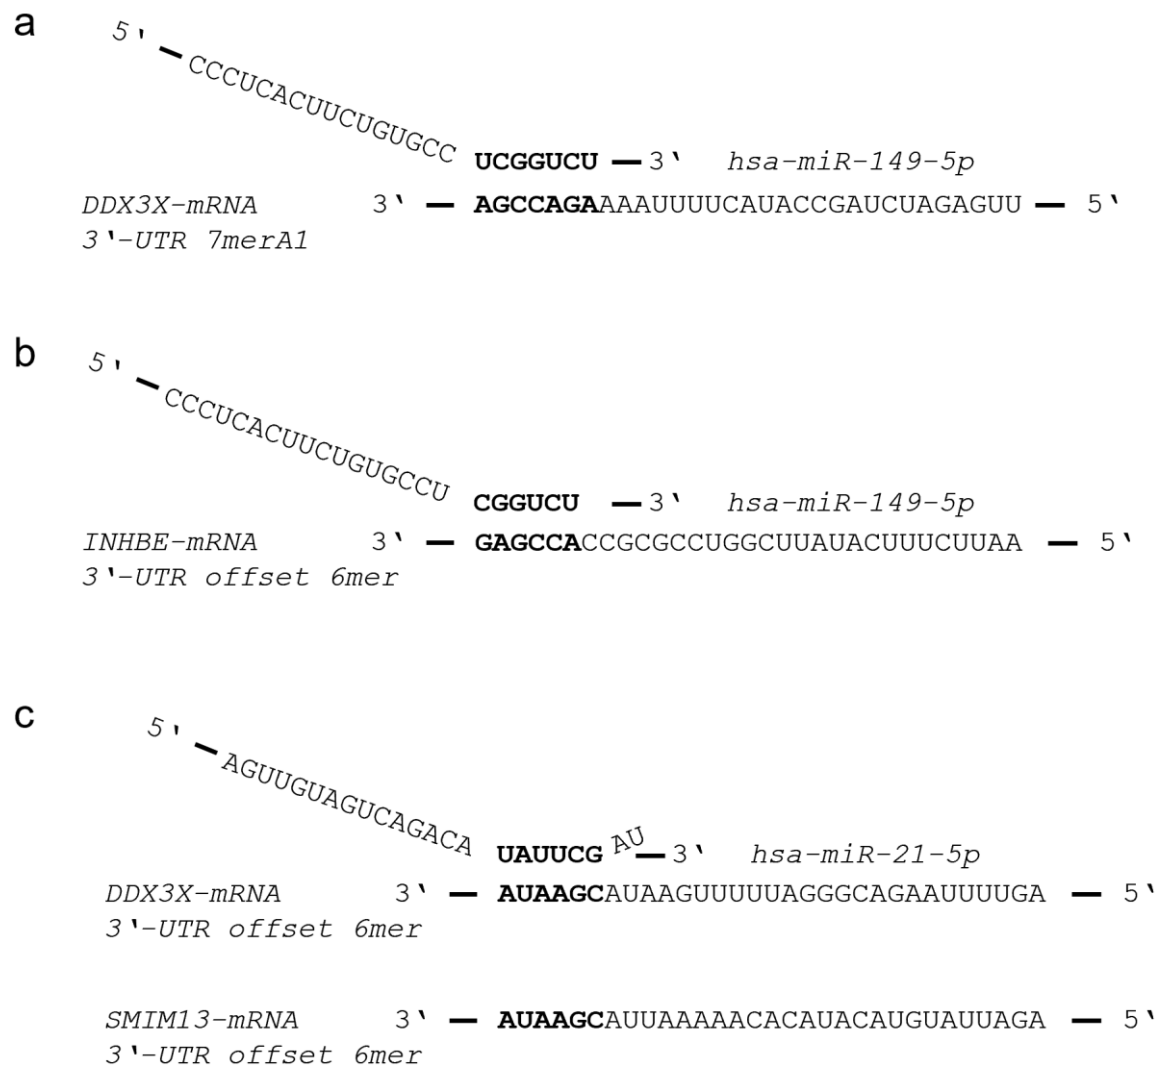 a
5' — CCCUCACUUCUGUGCC UCGGUCU — 3' hsa-miR-149-5p
DDX3X-mRNA 3' — AGCCAGAAAAUUUUCAUACCGAUCUAGAGUU — 5'
3'-UTR 7merA1
b
5' — CCCUCACUUCUGUGCCU CGGUCU — 3' hsa-miR-149-5p
INHBE-mRNA 3' — GAGCCACCGCGCCUGGCUUAUACUUUCUUAA — 5'
3'-UTR offset 6mer
c
5' — AGUUGUAGUCAGACA UAUUCG AU — 3' hsa-miR-21-5p
DDX3X-mRNA 3' — AUAAGCAUAAGUUUUUAGGGCAGAAUUUUGA — 5'
3'-UTR offset 6mer
SMIM13-mRNA 3' — AUAAGCAUUAAAAACACAUACAUGUAUUAGA — 5'
3'-UTR offset 6mer